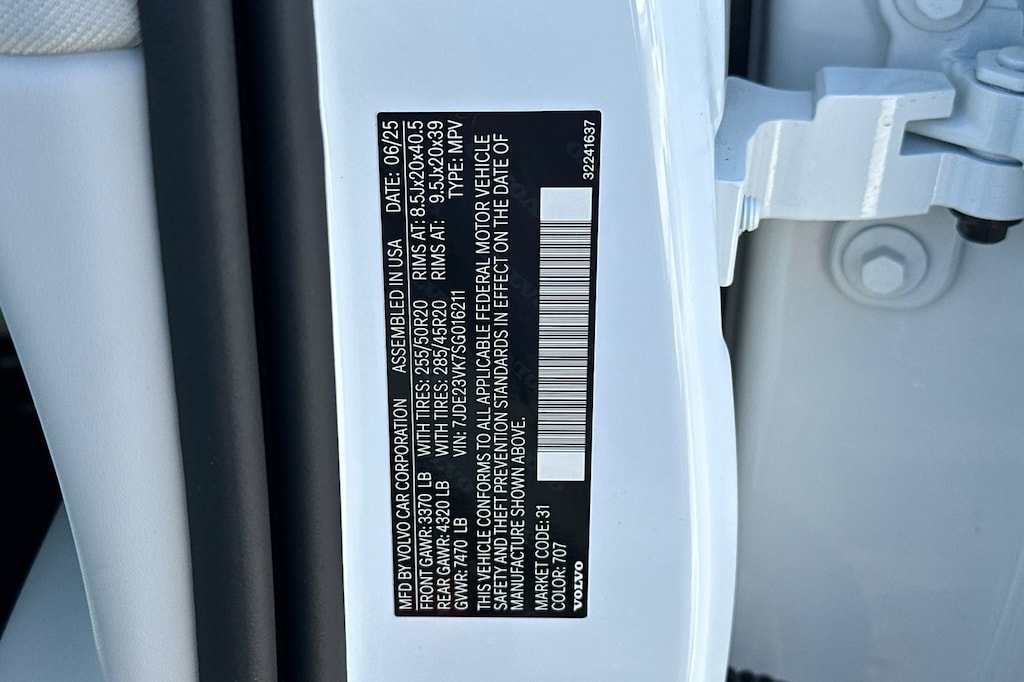 MFD BY VOLVO CAR CORPORATION ASSEMBLED IN USA DATE: 06/25
FRONT GAWR: 3370 LB WITH TIRES: 255/50R20 RIMS AT: 8.5Jx20x40.5
REAR GAWR: 4320 LB WITH TIRES: 285/45R20 RIMS AT: 9.5Jx20x39
GVWR: 7470 LB VIN: 7JDE23VK7SG016211 TYPE: MPV
THIS VEHICLE CONFORMS TO ALL APPLICABLE FEDERAL MOTOR VEHICLE
SAFETY AND THEFT PREVENTION STANDARDS IN EFFECT ON THE DATE OF
MANUFACTURE SHOWN ABOVE.
MARKET CODE: 31
COLOR: 707
VOLVO
32241637